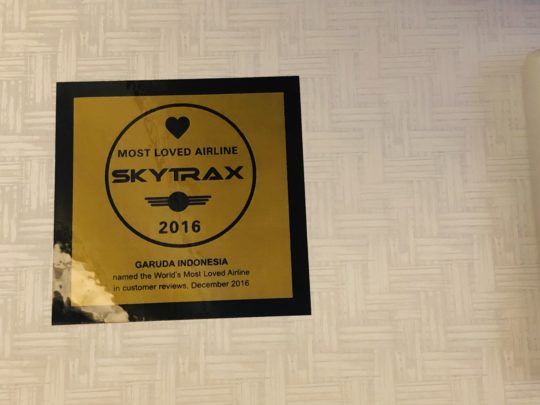 MOST LOVED AIRLINE
SKYTRAX
2016
GARUDA INDONESIA
named the World's Most Loved Airline
in customer reviews, December 2016